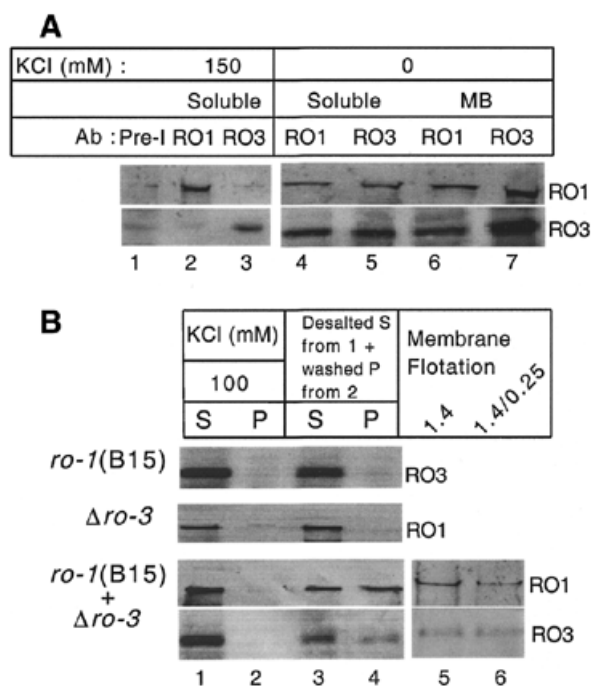 A
KCl (mM) : 150 0
Soluble Soluble MB
Ab : Pre-I RO1 RO3 RO1 RO3 RO1 RO3
RO1
RO3
1 2 3 4 5 6 7
B
KCl (mM)
100
Desalted S
from 1 +
washed P
from 2
Membrane
Flotation
1.4 1.4/0.25
S P S P
ro-1(B15) RO3
Δro-3 RO1
ro-1(B15)
+
Δro-3
RO1
RO3
1 2 3 4 5 6